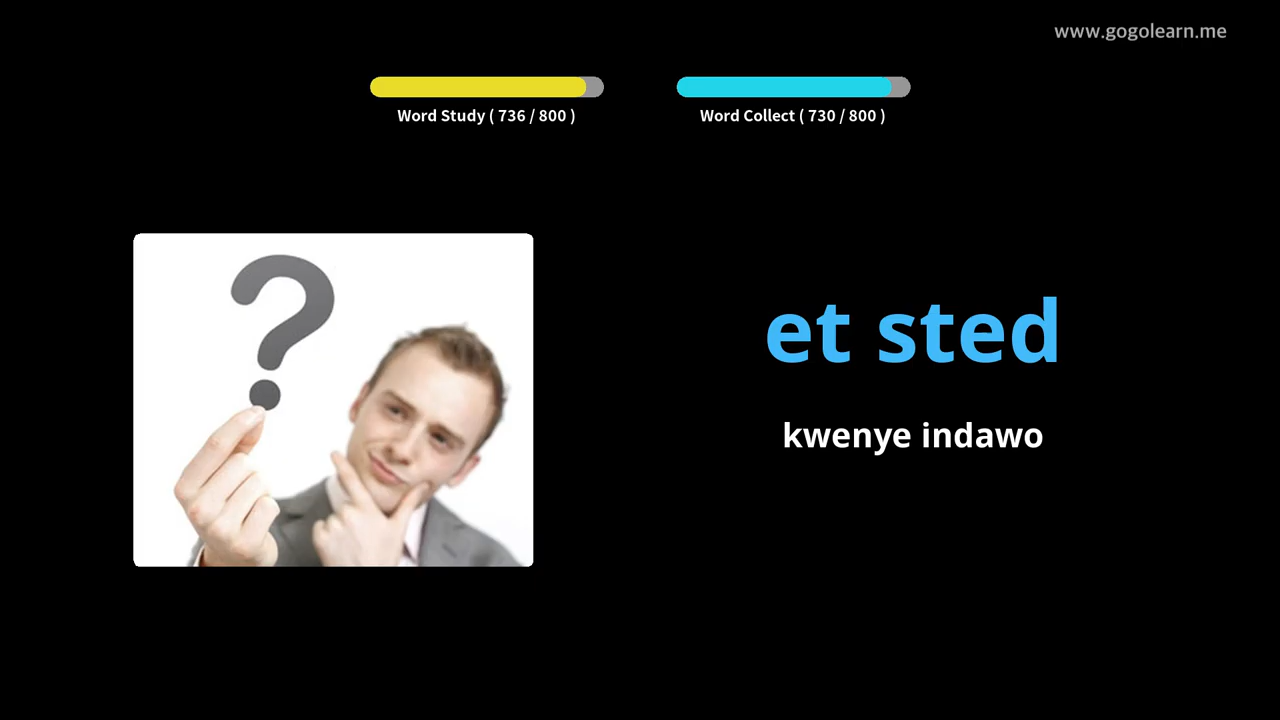 www.gogolearn.me
Word Study ( 736 / 800 )
Word Collect ( 730 / 800 )
?
et sted
kwenye indawo